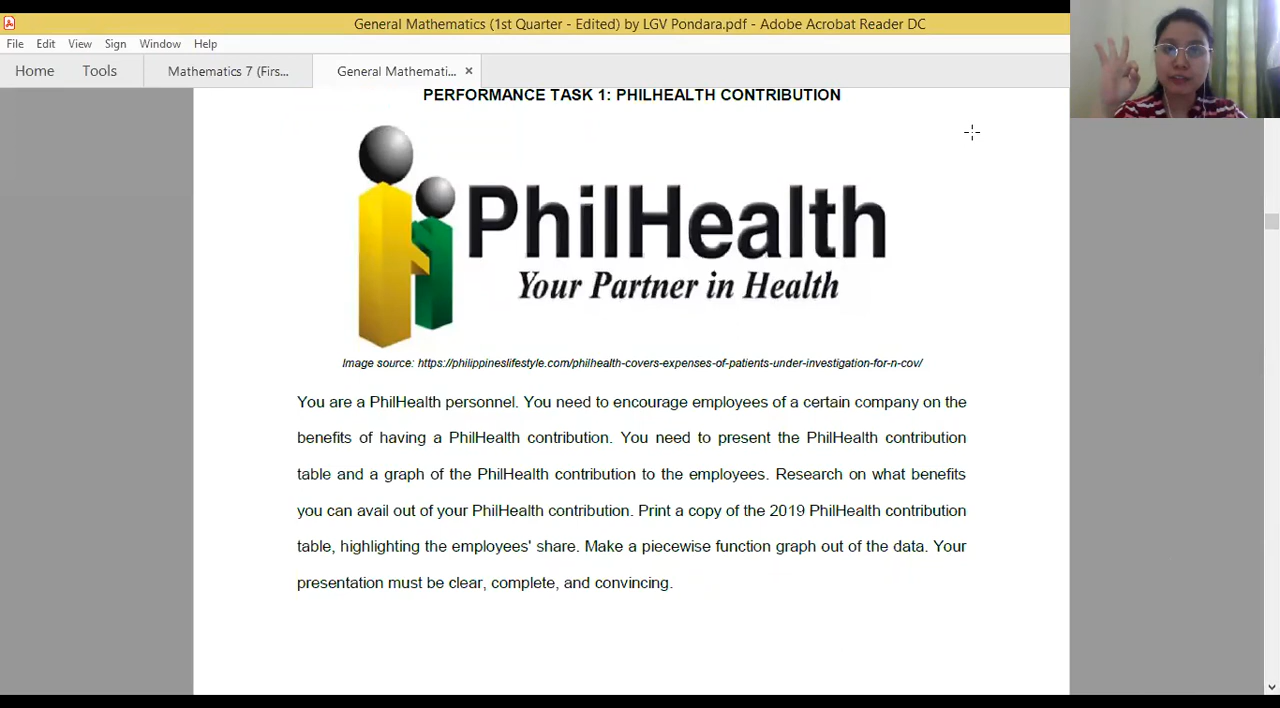 General Mathematics (1st Quarter - Edited) by LGV Pondara.pdf - Adobe Acrobat Reader DC
File Edit View Sign Window Help
Home Tools Mathematics 7 (Firs... General Mathemati... ×
PERFORMANCE TASK 1: PHILHEALTH CONTRIBUTION
PhilHealth
Your Partner in Health
Image source: https://philippineslifestyle.com/philhealth-covers-expenses-of-patients-under-investigation-for-n-cov/
You are a PhilHealth personnel. You need to encourage employees of a certain company on the
benefits of having a PhilHealth contribution. You need to present the PhilHealth contribution
table and a graph of the PhilHealth contribution to the employees. Research on what benefits
you can avail out of your PhilHealth contribution. Print a copy of the 2019 PhilHealth contribution
table, highlighting the employees' share. Make a piecewise function graph out of the data. Your
presentation must be clear, complete, and convincing.